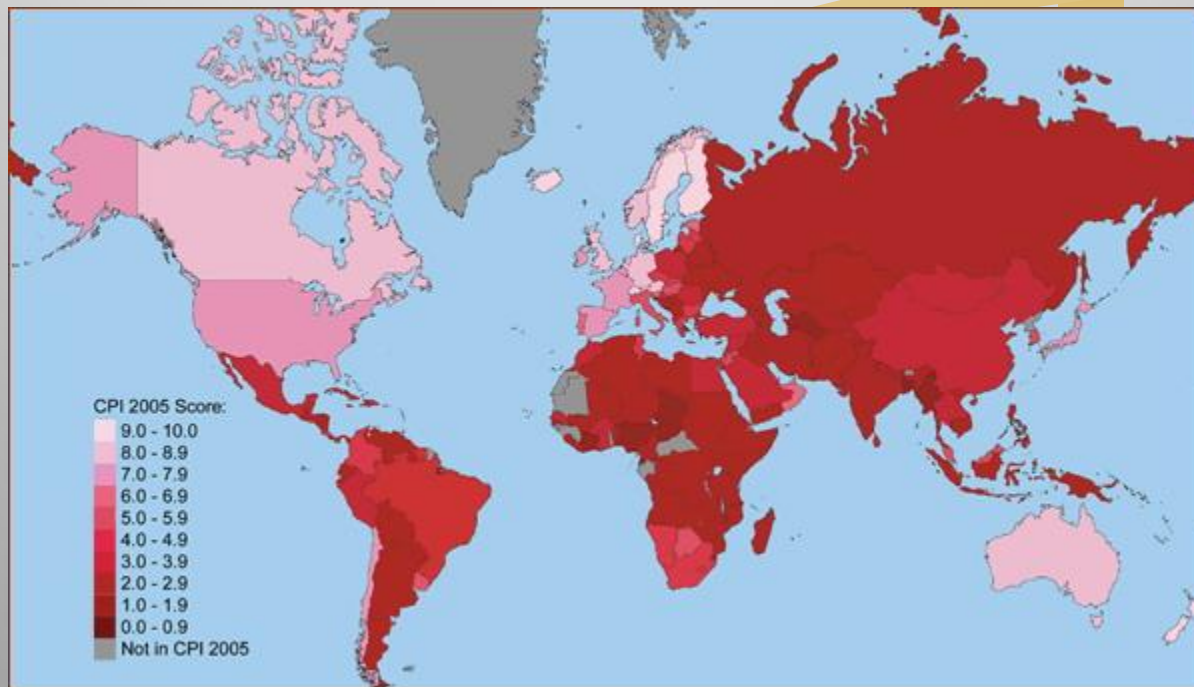 CPI 2005 Score:
9.0 - 10.0
8.0 - 8.9
7.0 - 7.9
6.0 - 6.9
5.0 - 5.9
4.0 - 4.9
3.0 - 3.9
2.0 - 2.9
1.0 - 1.9
0.0 - 0.9
Not in CPI 2005